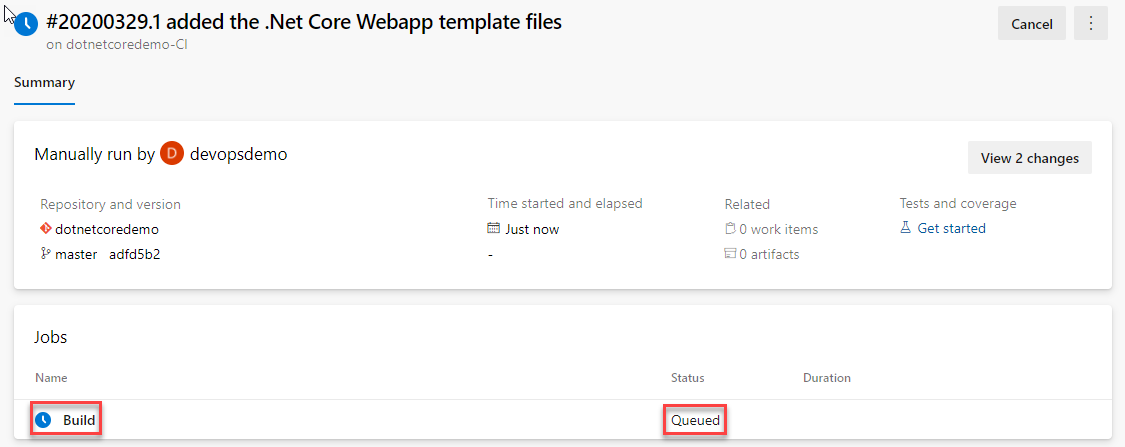 #20200329.1 added the .Net Core Webapp template files
on dotnetcoredemo-CI
Cancel
Summary
Manually run by D devopsdemo
View 2 changes
Repository and version
dotnetcoredemo
master adfd5b2
Time started and elapsed
Just now
-
Related
0 work items
0 artifacts
Tests and coverage
Get started
Jobs
Name Status Duration
Build Queued